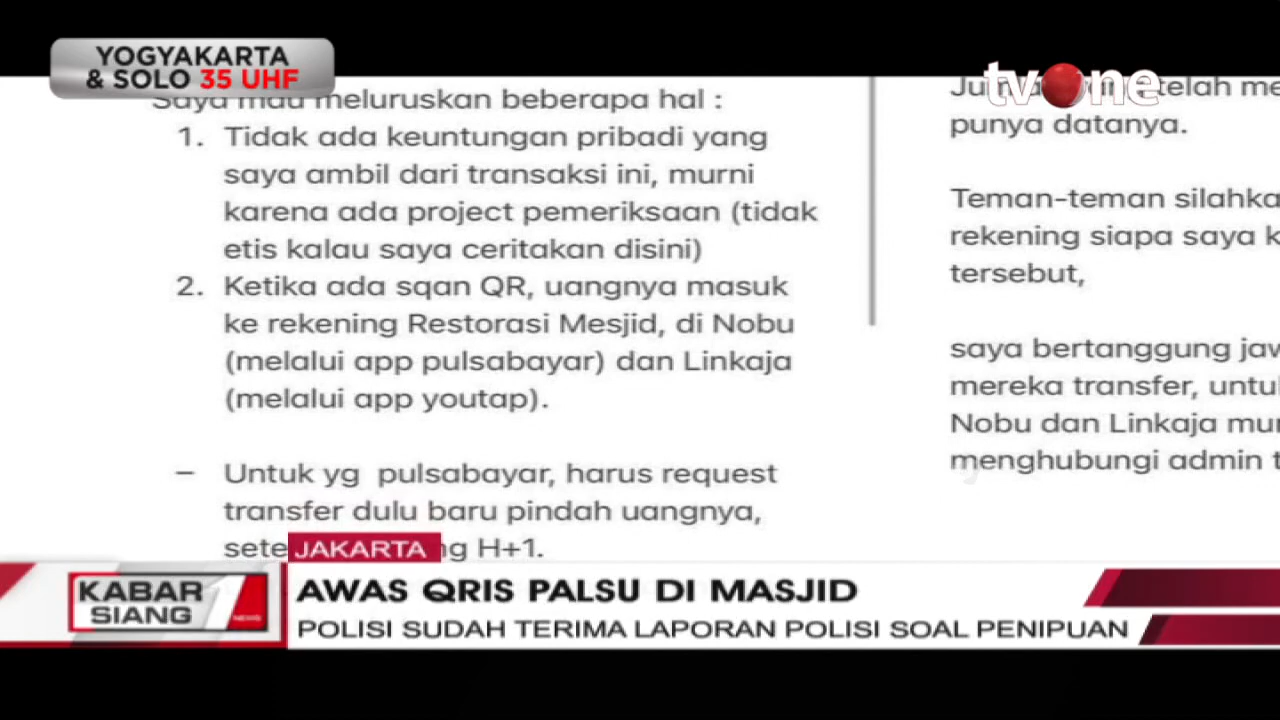 YOGYAKARTA
& SOLO 35 UHF
tvOne
Saya mau meluruskan beberapa hal :
1. Tidak ada keuntungan pribadi yang
saya ambil dari transaksi ini, murni
karena ada project pemeriksaan (tidak
etis kalau saya ceritakan disini)
2. Ketika ada sqan QR, uangnya masuk
ke rekening Restorasi Mesjid, di Nobu
(melalui app pulsabayar) dan Linkaja
(melalui app youtap).
– Untuk yg pulsabayar, harus request
transfer dulu baru pindah uangnya,
H+1.
telah
punya datanya.
Teman-teman
rekening siapa saya
tersebut,
saya bertanggung
mereka transfer,
Nobu dan Linkaja
menghubungi admin
JAKARTA
KABAR
SIANG
1
NEWS
AWAS QRIS PALSU DI MASJID
POLISI SUDAH TERIMA LAPORAN POLISI SOAL PENIPUAN